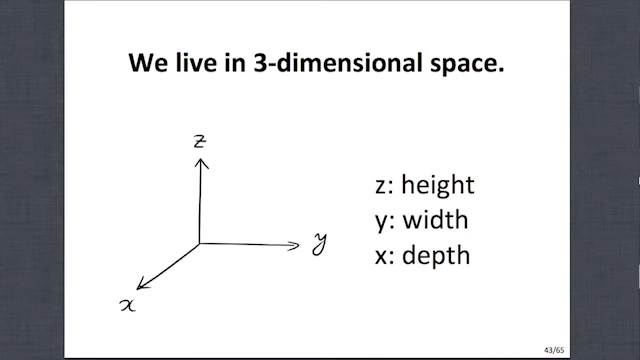 We live in 3-dimensional space.
z
y
x
z: height
y: width
x: depth
43/65